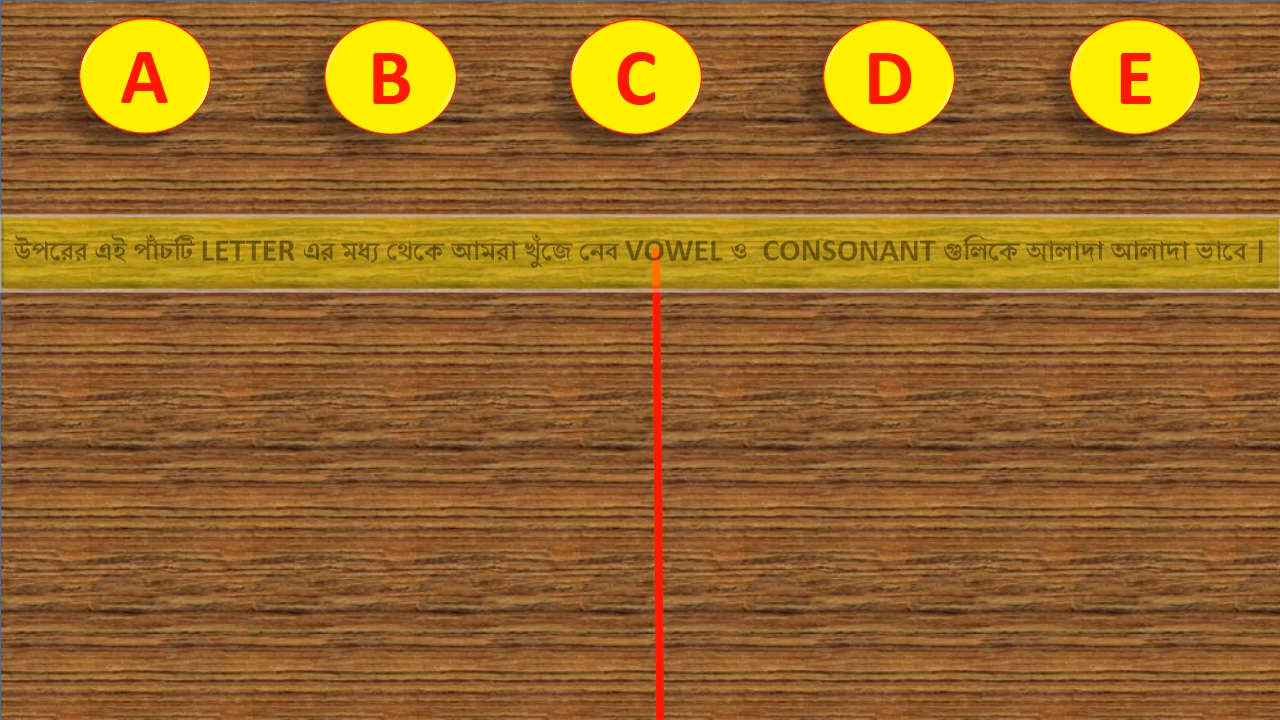 A B C D E
উপরের এই পাঁচটি LETTER এর মধ্য থেকে আমরা খুঁজে নেব VOWEL ও CONSONANT গুলিকে আলাদা আলাদা ভাবে ।